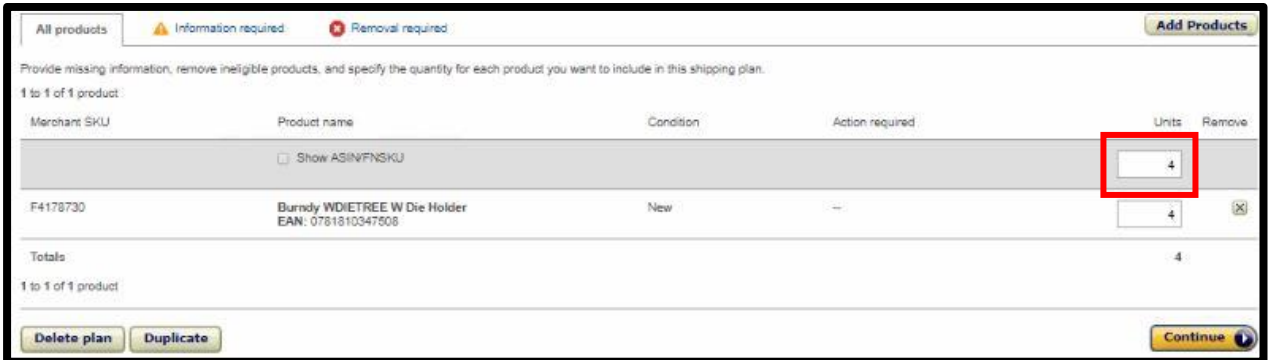 All products Information required Removal required Add Products
Provide missing information, remove ineligible products, and specify the quantity for each product you want to include in this shipping plan.
1 to 1 of 1 product
Merchant SKU Product name Condition Action required Units Remove
Show ASIN/FNSKU 4
F4178730 Burndy WDIETREE W Die Holder New -- 4
EAN: 0781810347508
Totals 4
1 to 1 of 1 product
Delete plan Duplicate Continue